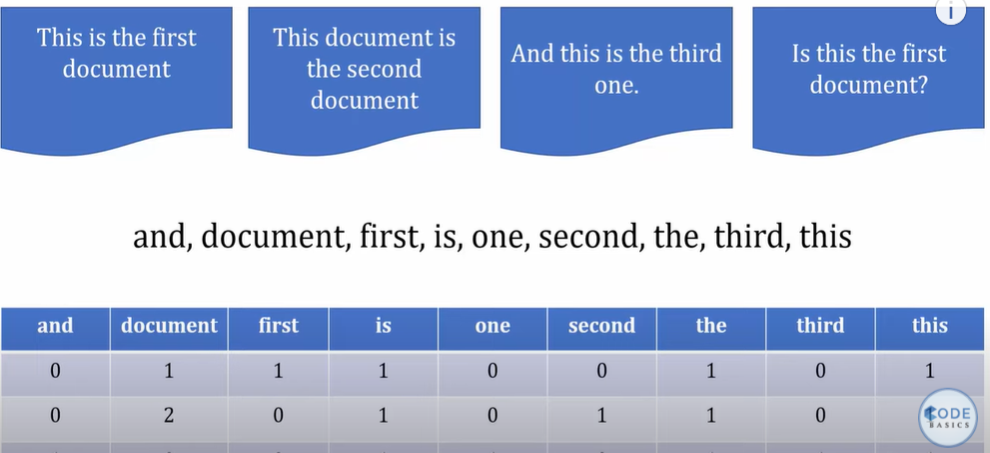 i
This is the first
document
This document is
the second
document
And this is the third
one.
Is this the first
document?
and, document, first, is, one, second, the, third, this
and document first is one second the third this
0 1 1 1 0 0 1 0 1
0 2 0 1 0 1 1 0
CODE
BASICS